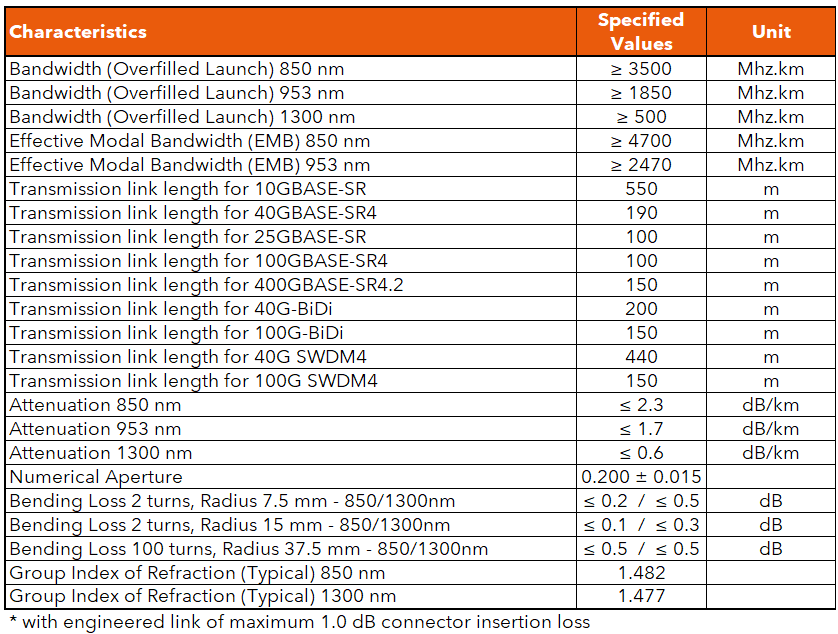 Characteristics Specified Values Unit
Bandwidth (Overfilled Launch) 850 nm ≥ 3500 Mhz.km
Bandwidth (Overfilled Launch) 953 nm ≥ 1850 Mhz.km
Bandwidth (Overfilled Launch) 1300 nm ≥ 500 Mhz.km
Effective Modal Bandwidth (EMB) 850 nm ≥ 4700 Mhz.km
Effective Modal Bandwidth (EMB) 953 nm ≥ 2470 Mhz.km
Transmission link length for 10GBASE-SR 550 m
Transmission link length for 40GBASE-SR4 190 m
Transmission link length for 25GBASE-SR 100 m
Transmission link length for 100GBASE-SR4 100 m
Transmission link length for 400GBASE-SR4.2 150 m
Transmission link length for 40G-BiDi 200 m
Transmission link length for 100G-BiDi 150 m
Transmission link length for 40G SWDM4 440 m
Transmission link length for 100G SWDM4 150 m
Attenuation 850 nm ≤ 2.3 dB/km
Attenuation 953 nm ≤ 1.7 dB/km
Attenuation 1300 nm ≤ 0.6 dB/km
Numerical Aperture 0.200 ± 0.015
Bending Loss 2 turns, Radius 7.5 mm - 850/1300nm ≤ 0.2 / ≤ 0.5 dB
Bending Loss 2 turns, Radius 15 mm - 850/1300nm ≤ 0.1 / ≤ 0.3 dB
Bending Loss 100 turns, Radius 37.5 mm - 850/1300nm ≤ 0.5 / ≤ 0.5 dB
Group Index of Refraction (Typical) 850 nm 1.482
Group Index of Refraction (Typical) 1300 nm 1.477
* with engineered link of maximum 1.0 dB connector insertion loss